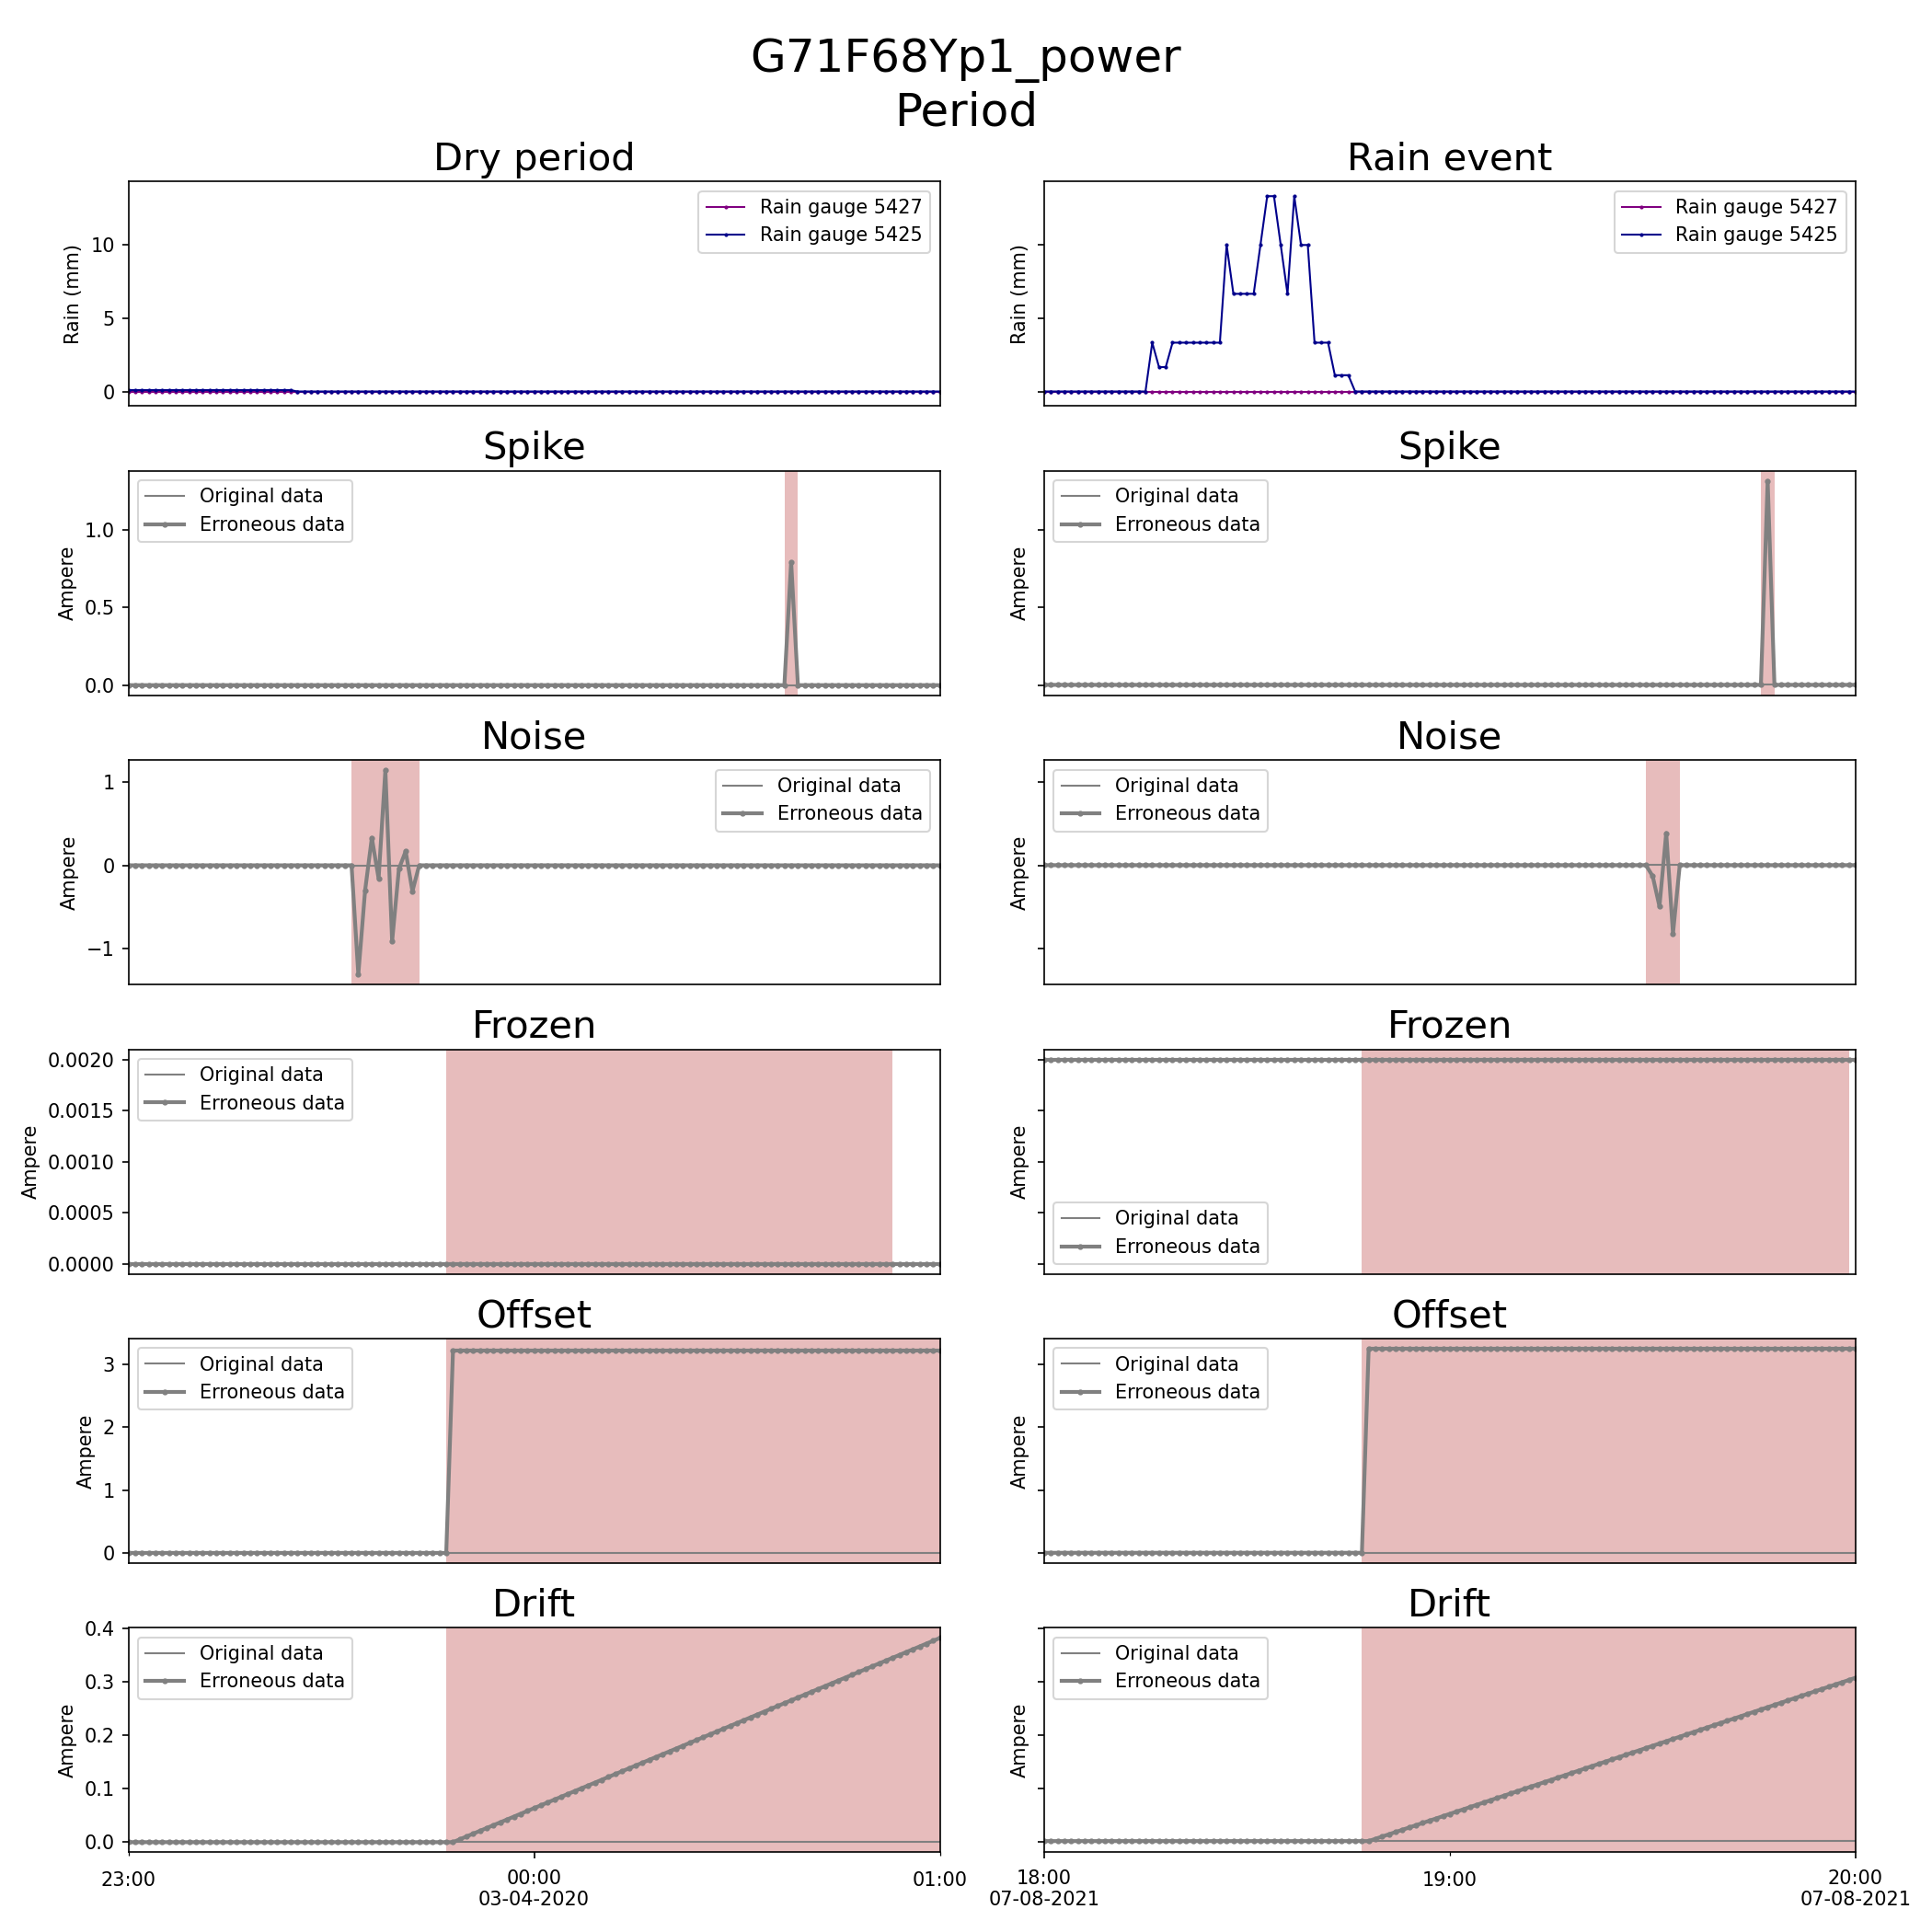 G71F68Yp1_power
Period
Dry period
Rain event
Rain (mm)
10
5
0
Rain gauge 5427
Rain gauge 5425
Rain (mm)
Rain gauge 5427
Rain gauge 5425
Spike
Spike
Ampere
1.0
0.5
0.0
Original data
Erroneous data
Ampere
Original data
Erroneous data
Noise
Noise
Ampere
1
0
−1
Original data
Erroneous data
Ampere
Original data
Erroneous data
Frozen
Frozen
Ampere
0.0020
0.0015
0.0010
0.0005
0.0000
Original data
Erroneous data
Ampere
Original data
Erroneous data
Offset
Offset
Ampere
3
2
1
0
Original data
Erroneous data
Ampere
Original data
Erroneous data
Drift
Drift
Ampere
0.4
0.3
0.2
0.1
0.0
Original data
Erroneous data
Ampere
Original data
Erroneous data
23:00
00:00
03-04-2020
01:00
18:00
07-08-2021
19:00
20:00
07-08-2021